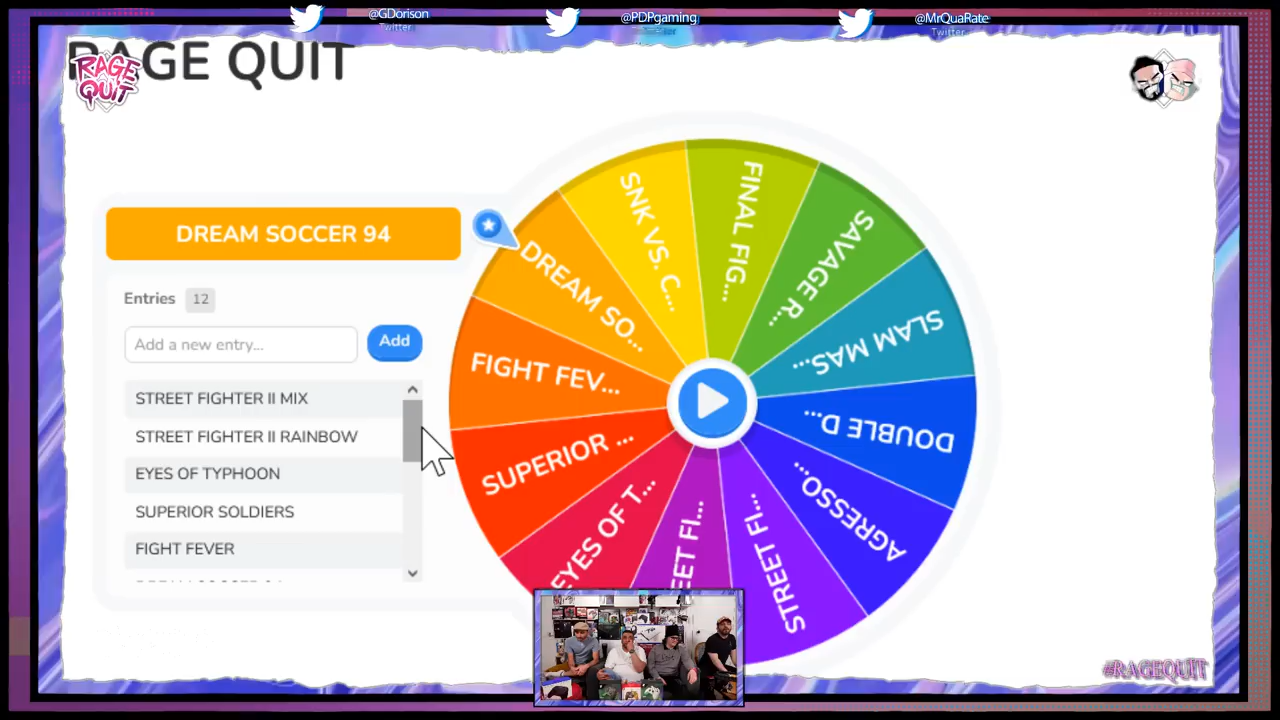 @GDorison
Twitter
@PDPgaming
Twitter
@MrQuaRate
Twitter
RAGE QUIT
RAGE
QUIT
DREAM SOCCER 94
Entries 12
Add a new entry...
Add
STREET FIGHTER II MIX
STREET FIGHTER II RAINBOW
EYES OF TYPHOON
SUPERIOR SOLDIERS
FIGHT FEVER
SNK VS. C...
FINAL FIG...
SAVAGE R...
SLAM MAS...
DOUBLE D...
AGRESSO...
STREET FI...
EET FI...
EYES OF T...
SUPERIOR ...
FIGHT FEV...
DREAM SO...
#RAGEQUIT